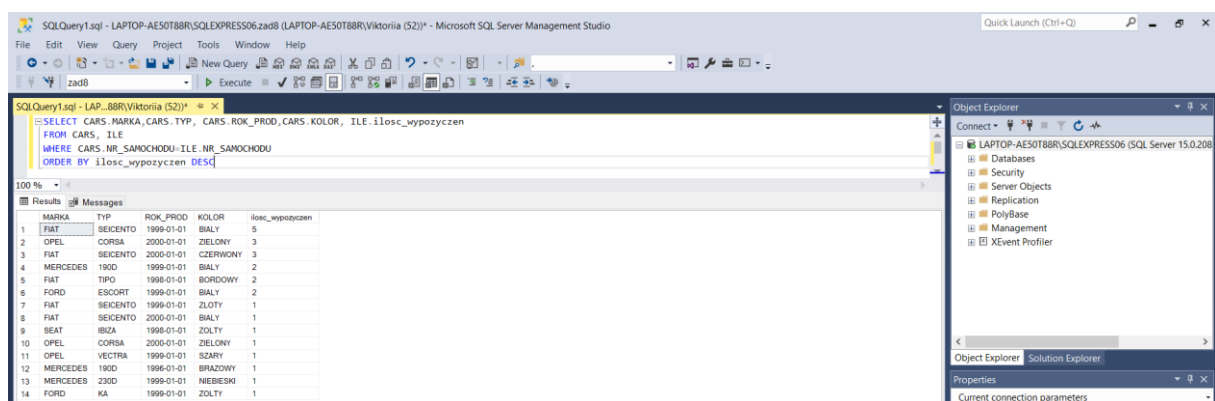 SQLQuery1.sql - LAPTOP-AE50T88R\SQLEXPRESS06.zad8 (LAPTOP-AE50T88R\Viktoriia (52))* - Microsoft SQL Server Management Studio
Quick Launch (Ctrl+Q)
File Edit View Query Project Tools Window Help
New Query
zad8
Execute
SQLQuery1.sql - LAP...88R\Viktoriia (52))*
SELECT CARS.MARKA,CARS.TYP, CARS.ROK_PROD,CARS.KOLOR, ILE.ilosc_wypozyczen
FROM CARS, ILE
WHERE CARS.NR_SAMOCHODU=ILE.NR_SAMOCHODU
ORDER BY ilosc_wypozyczen DESC
100 %
Results Messages
MARKA TYP ROK_PROD KOLOR ilosc_wypozyczen
1 FIAT SEICENTO 1999-01-01 BIALY 5
2 OPEL CORSA 2000-01-01 ZIELONY 3
3 FIAT SEICENTO 2000-01-01 CZERWONY 3
4 MERCEDES 190D 1999-01-01 BIALY 2
5 FIAT TIPO 1998-01-01 BORDOWY 2
6 FORD ESCORT 1999-01-01 BIALY 2
7 FIAT SEICENTO 1999-01-01 ZLOTY 1
8 FIAT SEICENTO 2000-01-01 BIALY 1
9 SEAT IBIZA 1998-01-01 ZOLTY 1
10 OPEL CORSA 2000-01-01 ZIELONY 1
11 OPEL VECTRA 1999-01-01 SZARY 1
12 MERCEDES 190D 1996-01-01 BRAZOWY 1
13 MERCEDES 230D 1999-01-01 NIEBIESKI 1
14 FORD KA 1999-01-01 ZOLTY 1
Object Explorer
Connect
LAPTOP-AE50T88R\SQLEXPRESS06 (SQL Server 15.0.208
Databases
Security
Server Objects
Replication
PolyBase
Management
XEvent Profiler
Object Explorer Solution Explorer
Properties
Current connection parameters